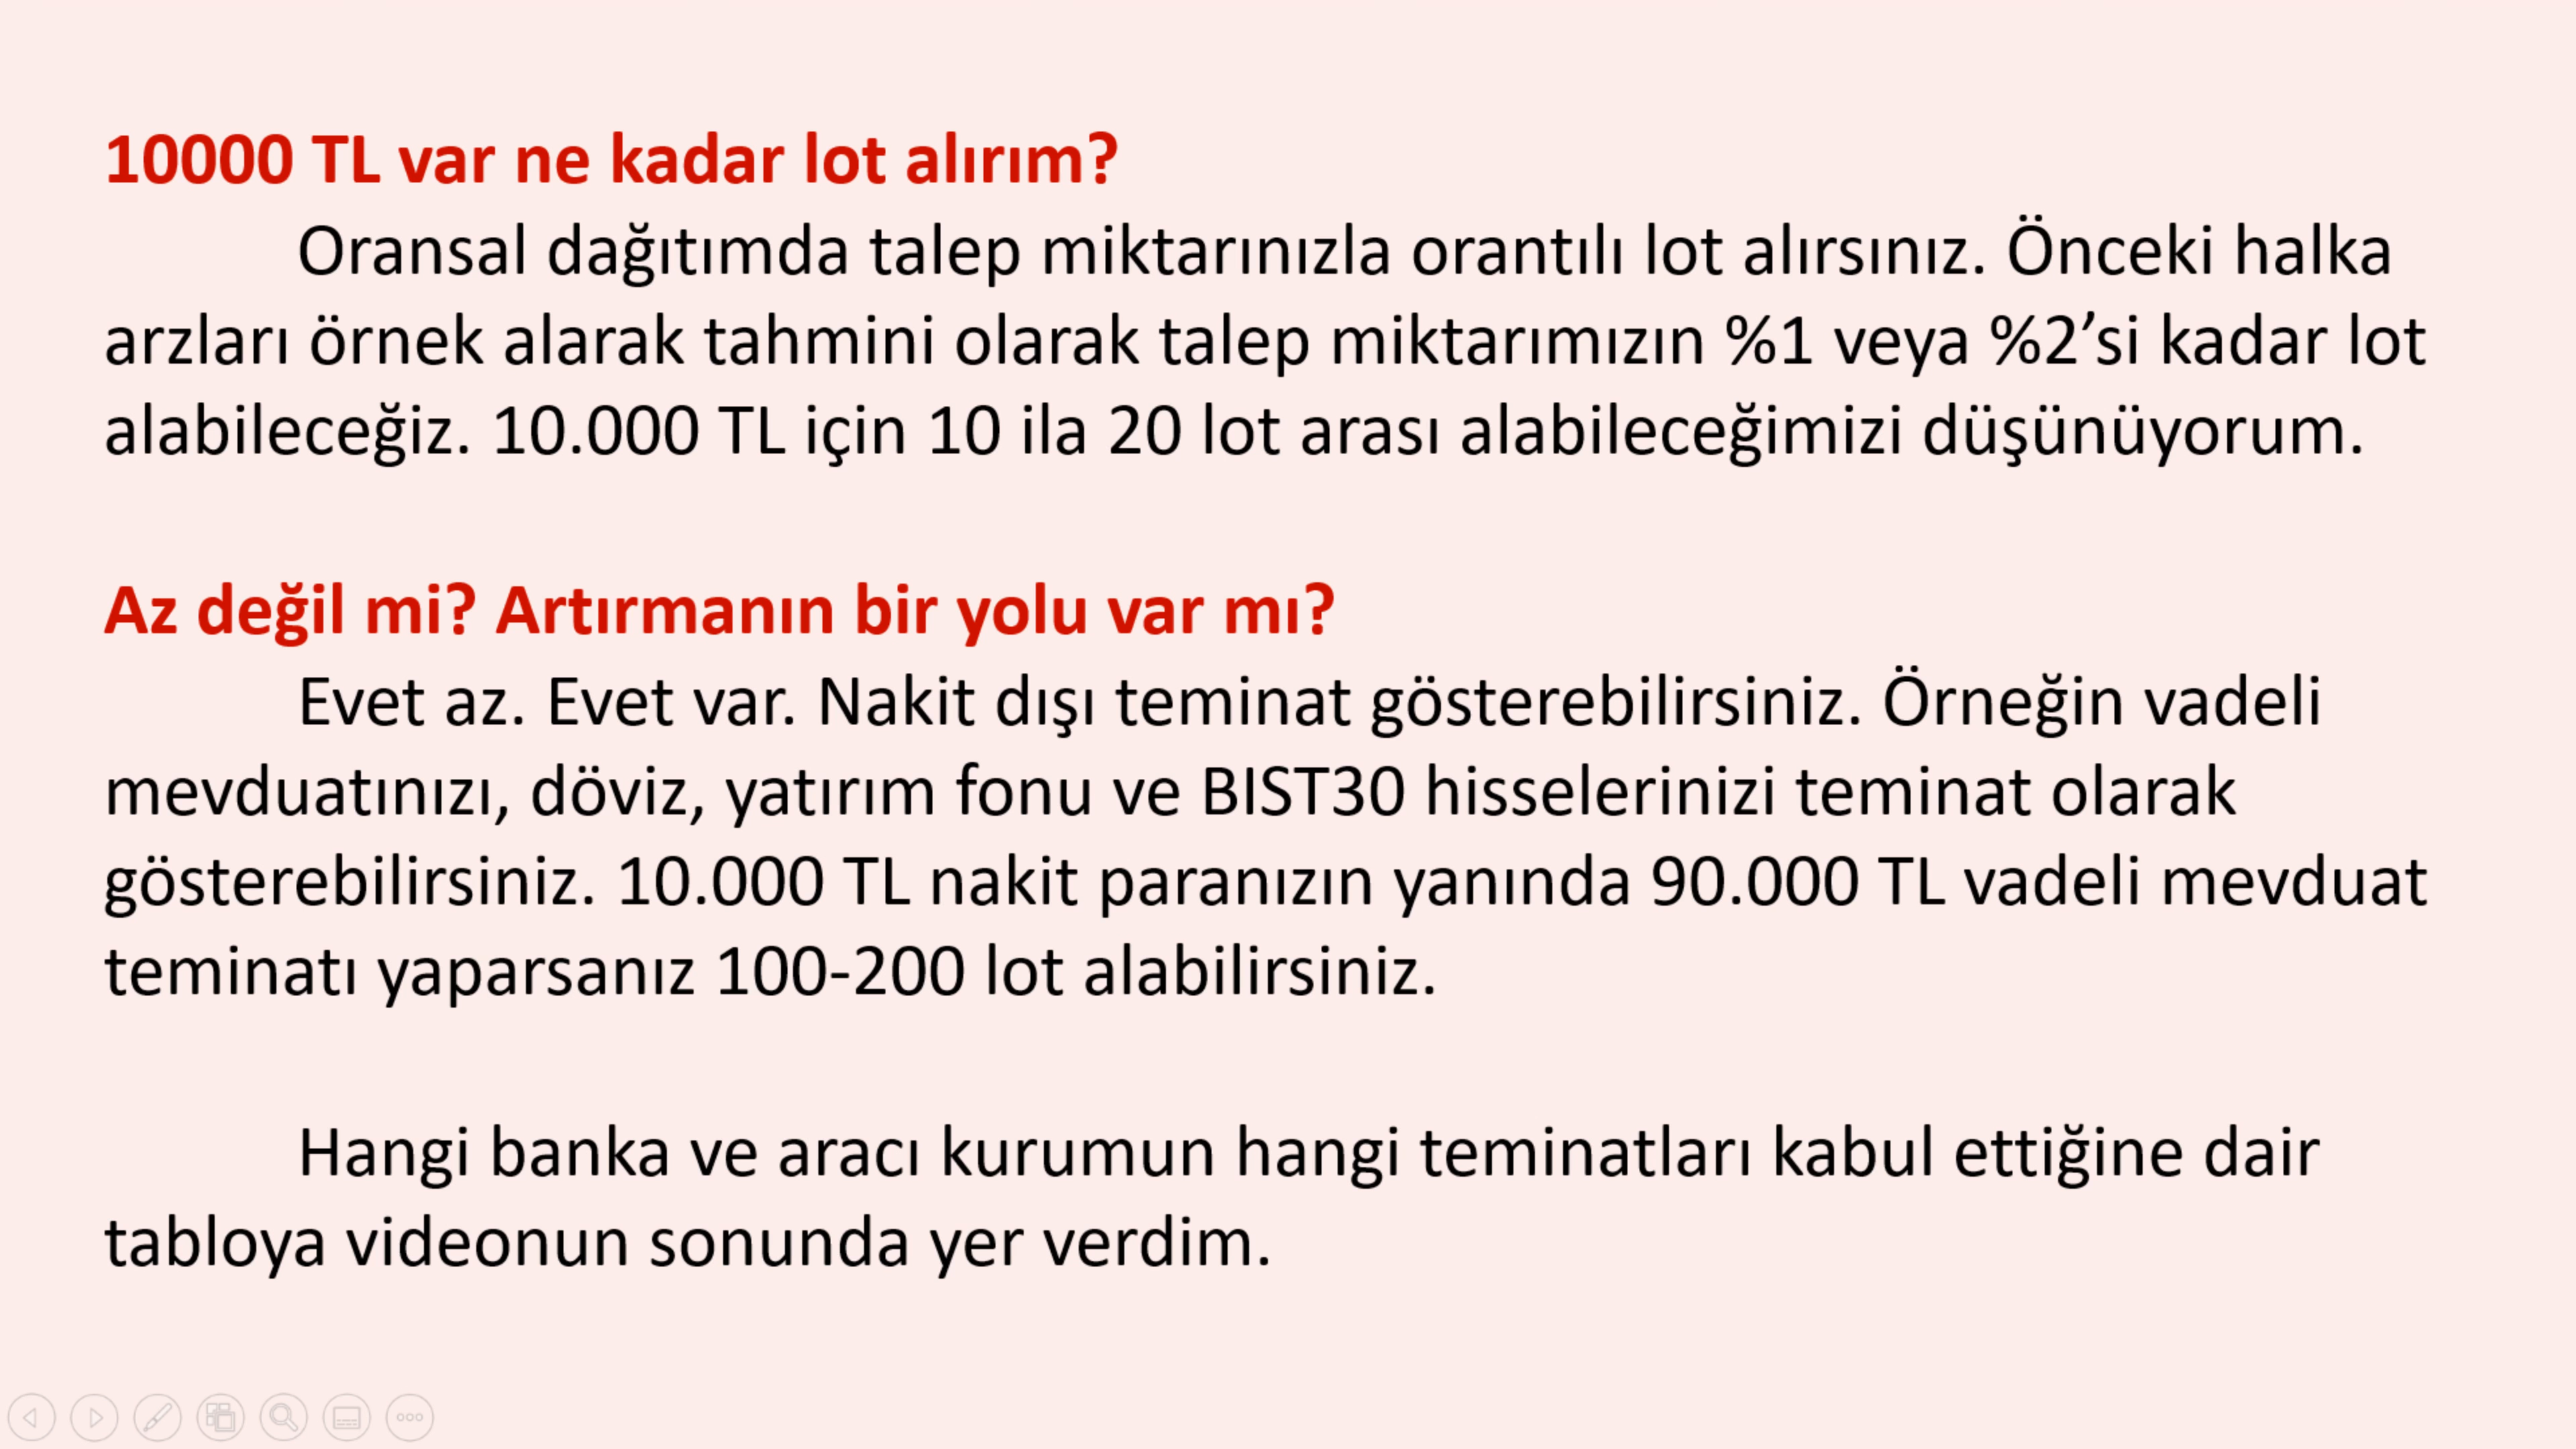 10000 TL var ne kadar lot alırım?
Oransal dağıtımda talep miktarınızla orantılı lot alırsınız. Önceki halka
arzları örnek alarak tahmini olarak talep miktarımızın %1 veya %2’si kadar lot
alabileceğiz. 10.000 TL için 10 ila 20 lot arası alabileceğimizi düşünüyorum.
Az değil mi? Artırmanın bir yolu var mı?
Evet az. Evet var. Nakit dışı teminat gösterebilirsiniz. Örneğin vadeli
mevduatınızı, döviz, yatırım fonu ve BIST30 hisselerinizi teminat olarak
gösterebilirsiniz. 10.000 TL nakit paranızın yanında 90.000 TL vadeli mevduat
teminatı yaparsanız 100-200 lot alabilirsiniz.
Hangi banka ve aracı kurumun hangi teminatları kabul ettiğine dair
tabloya videonun sonunda yer verdim.